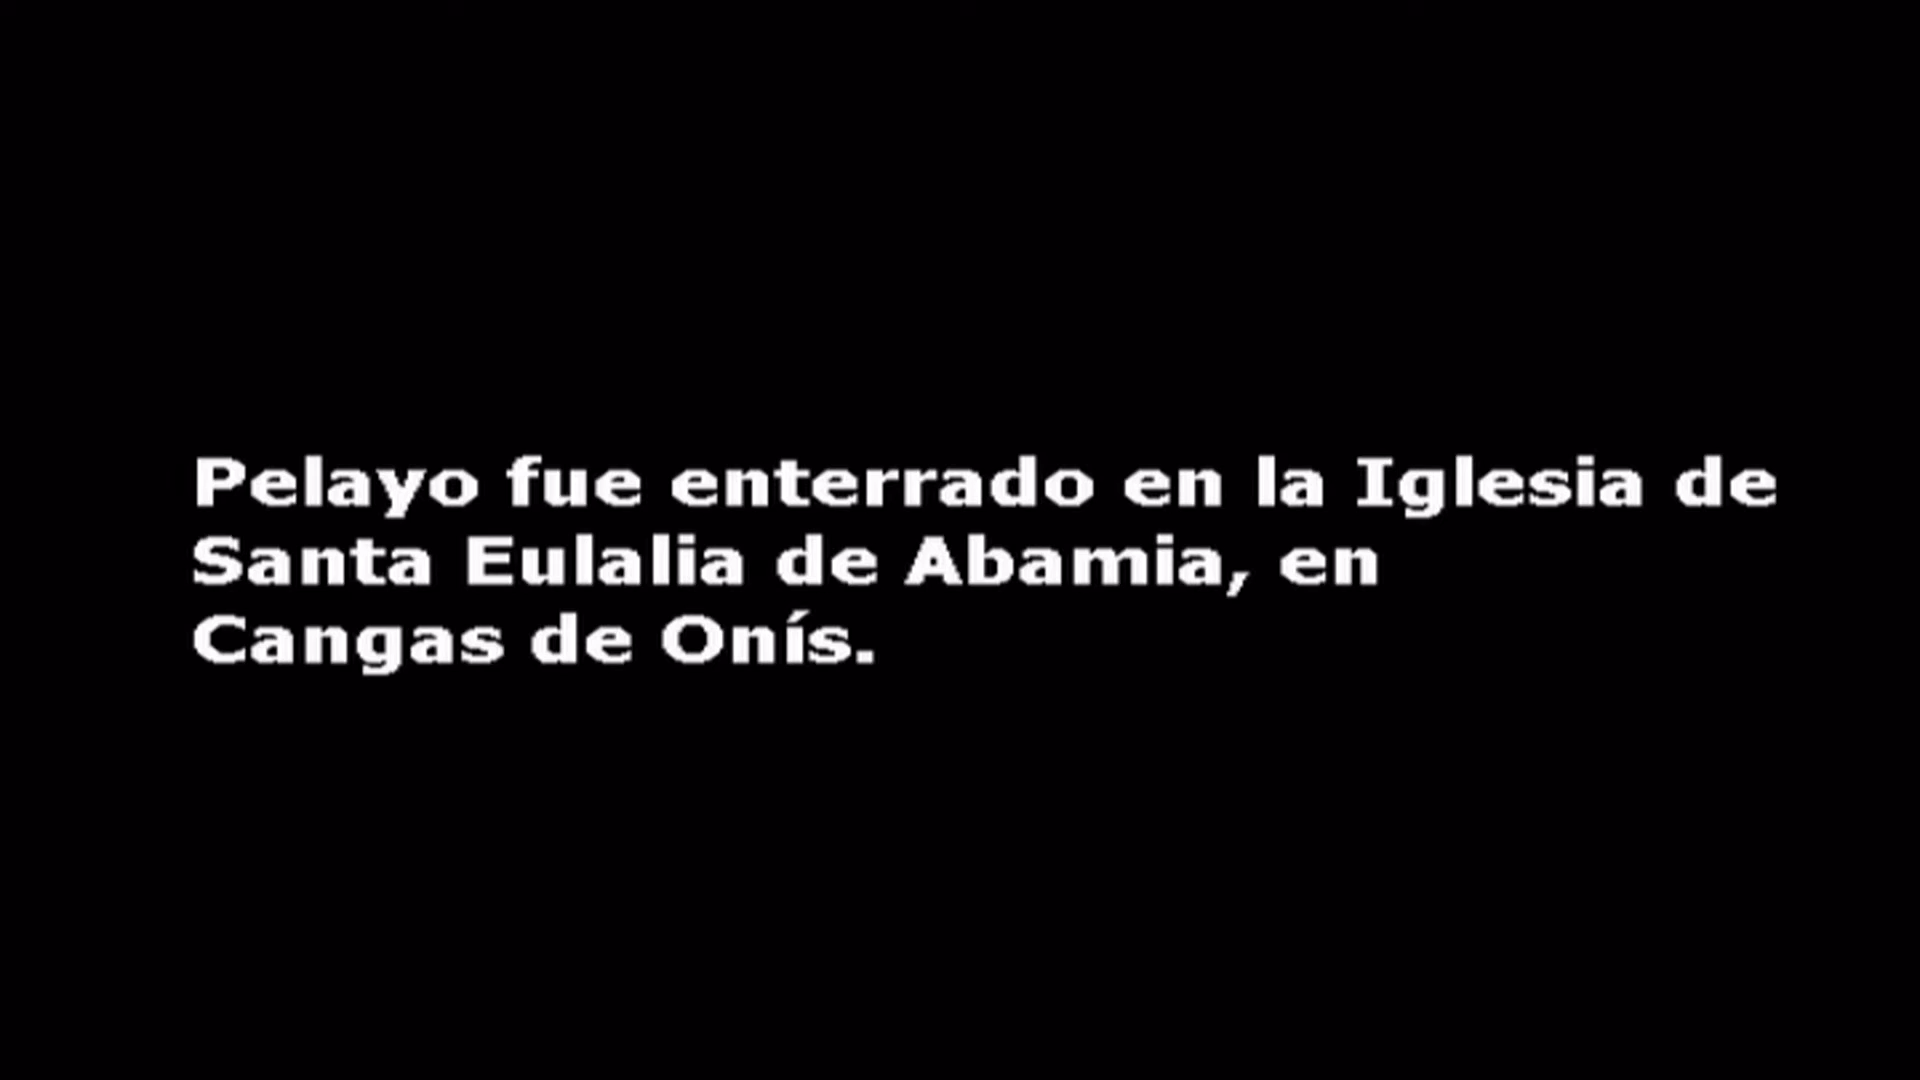 Pelayo fue enterrado en la Iglesia de
Santa Eulalia de Abamia, en
Cangas de Onís.